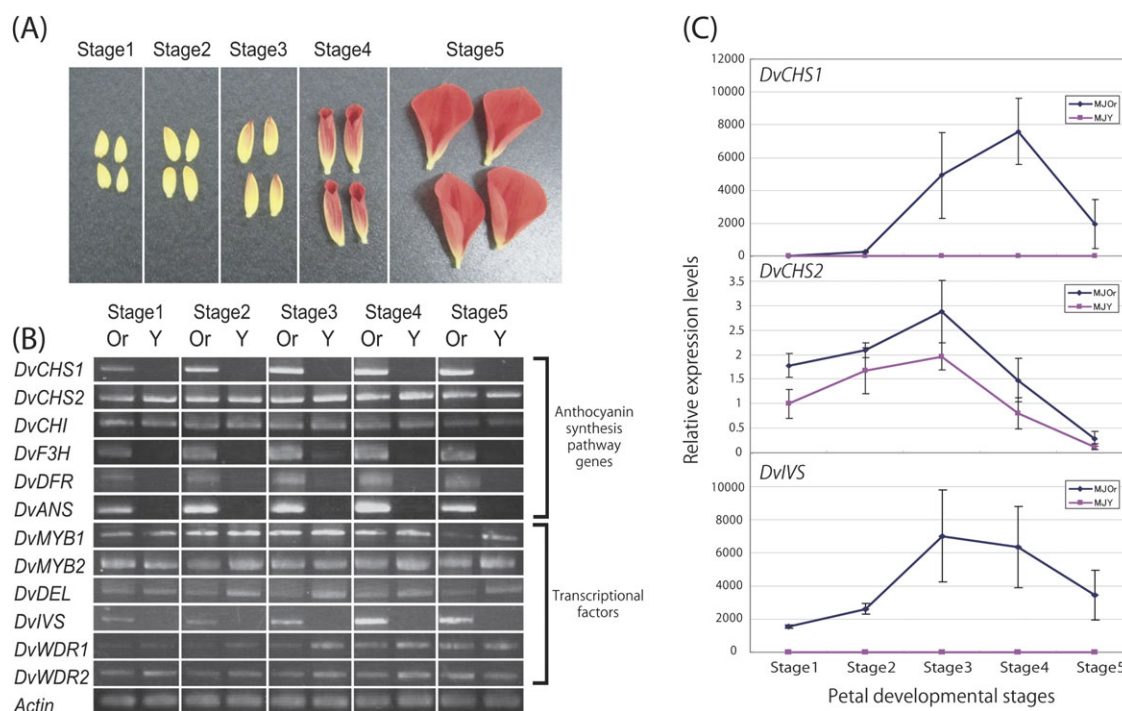 (A)
Stage1 Stage2 Stage3 Stage4 Stage5
(B)
Stage1 Stage2 Stage3 Stage4 Stage5
Or Y Or Y Or Y Or Y Or Y
DvCHS1
DvCHS2
DvCHI
DvF3H
DvDFR
DvANS
DvMYB1
DvMYB2
DvDEL
DvIVS
DvWDR1
DvWDR2
Actin
Anthocyanin
synthesis
pathway
genes
Transcriptional
factors
(C)
Relative expression levels
DvCHS1
MJOr
MJY
12000
10000
8000
6000
4000
2000
0
DvCHS2
MJOr
MJY
3.5
3
2.5
2
1.5
1
0.5
0
DvIVS
MJOr
MJY
10000
8000
6000
4000
2000
0
Stage1 Stage2 Stage3 Stage4 Stage5
Petal developmental stages